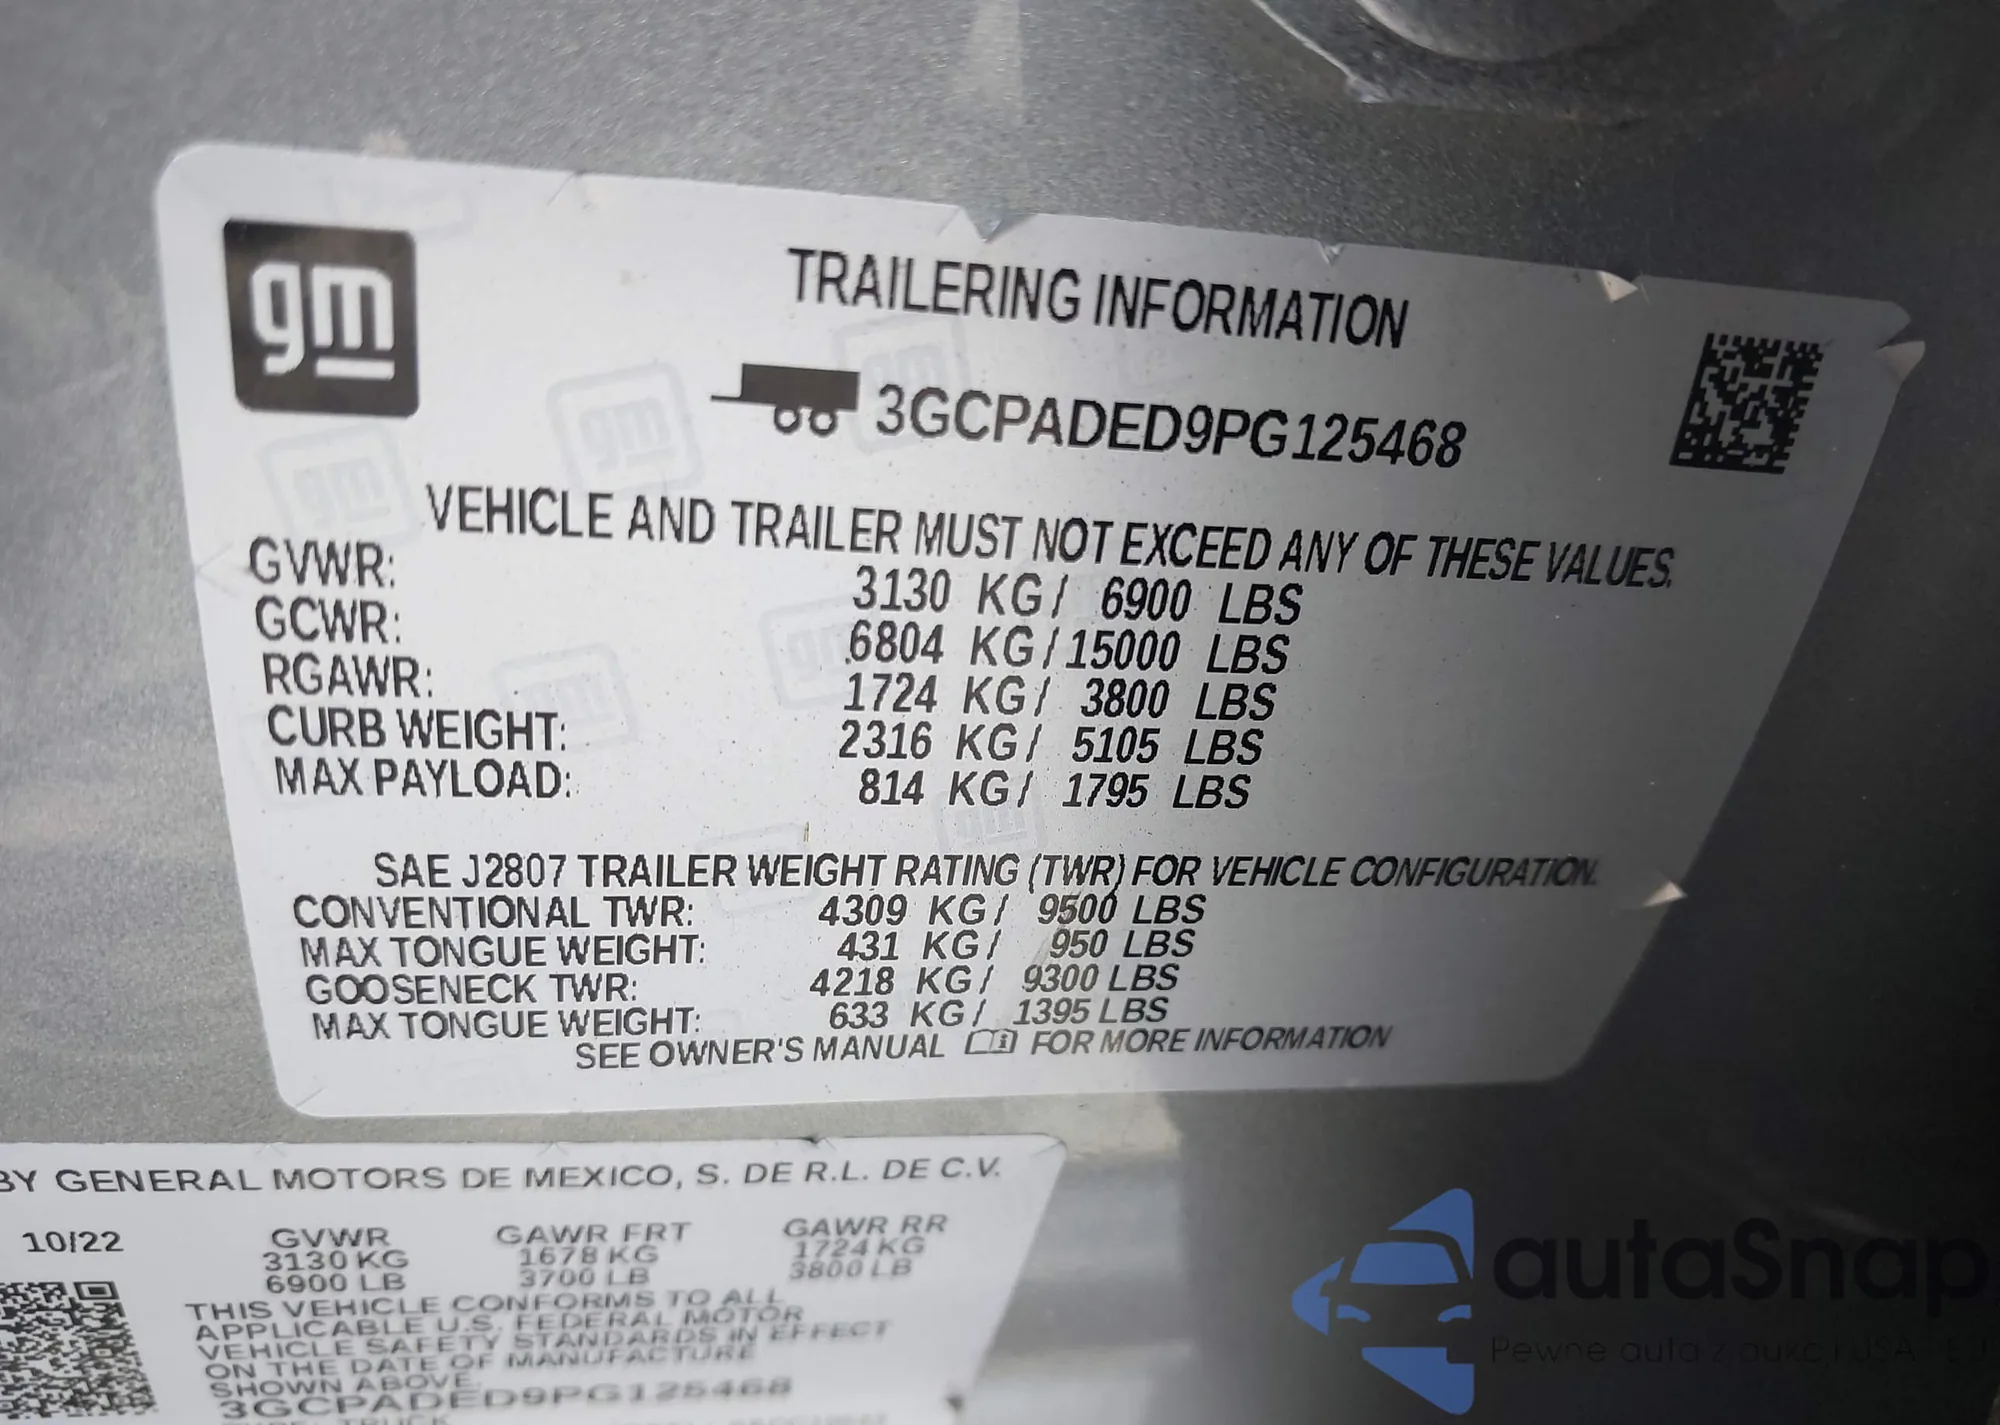 gm
TRAILERING INFORMATION
3GCPADED9PG125468
VEHICLE AND TRAILER MUST NOT EXCEED ANY OF THESE VALUES.
GVWR: 3130 KG/ 6900 LBS
GCWR: 6804 KG/15000 LBS
RGAWR: 1724 KG/ 3800 LBS
CURB WEIGHT: 2316 KG/ 5105 LBS
MAX PAYLOAD: 814 KG/ 1795 LBS
SAE J2807 TRAILER WEIGHT RATING (TWR) FOR VEHICLE CONFIGURATION.
CONVENTIONAL TWR: 4309 KG/ 9500 LBS
MAX TONGUE WEIGHT: 431 KG/ 950 LBS
GOOSENECK TWR: 4218 KG/ 9300 LBS
MAX TONGUE WEIGHT: 633 KG/ 1395 LBS
SEE OWNER'S MANUAL FOR MORE INFORMATION
BY GENERAL MOTORS DE MEXICO, S. DE R.L. DE C.V.
10/22 GVWR GAWR FRT GAWR RR
3130 KG 1678 KG 1724 KG
6900 LB 3700 LB 3800 LB
THIS VEHICLE CONFORMS TO ALL
APPLICABLE U.S. FEDERAL MOTOR
VEHICLE SAFETY STANDARDS IN EFFECT
ON THE DATE OF MANUFACTURE
SHOWN ABOVE.
3GCPADED9PG125468
TYPE: TRUCK
autaSnap
Pewne auta z aukcji USA